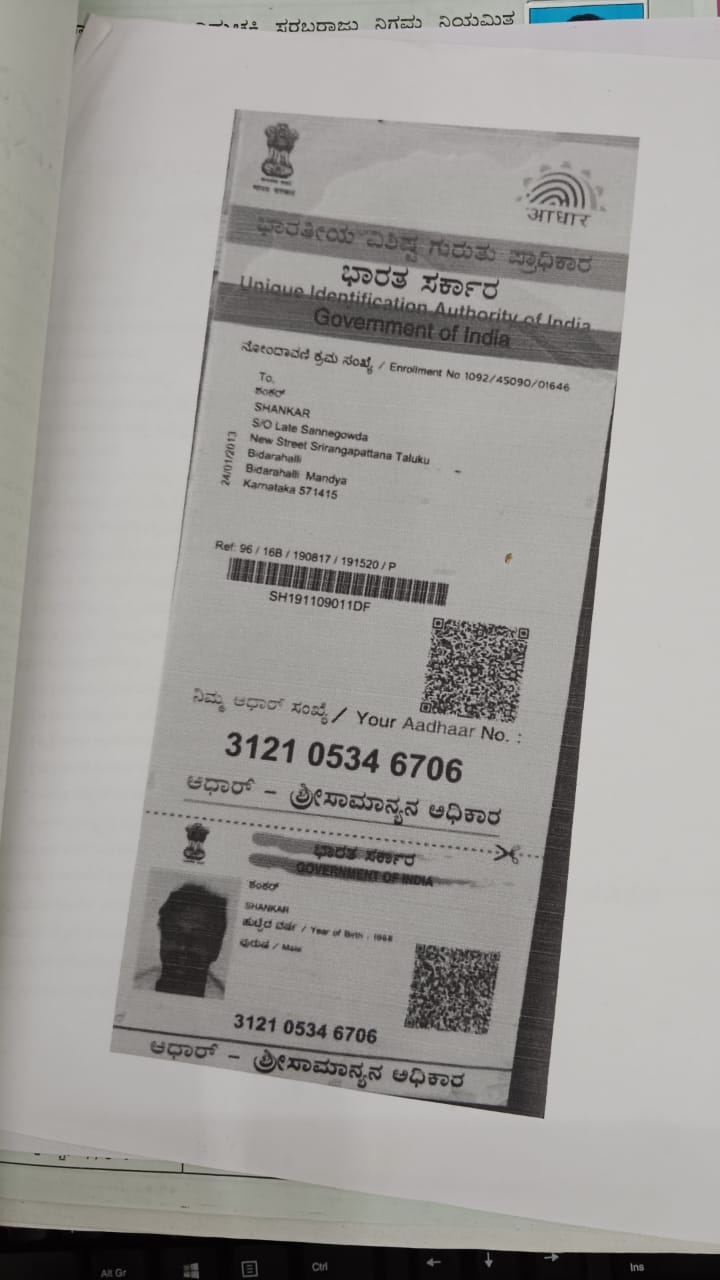 ಸರಬರಾಜು ನಿಗಮ ನಿಯಮಿತ
आधार
ಭಾರತೀಯ ವಿಶಿಷ್ಟ ಗುರುತು ಪ್ರಾಧಿಕಾರ
ಭಾರತ ಸರ್ಕಾರ
Unique Identification Authority of India
Government of India
ನೋಂದಾವಣಿ ಕ್ರಮ ಸಂಖ್ಯೆ / Enrollment No 1092/45090/01646
To,
ಶಂಕರ್
SHANKAR
S/O Late Sannegowda
New Street Srirangapattana Taluku
Bidarahalli
Bidarahalli Mandya
Karnataka 571415
24/01/2013
Ref: 96 / 16B / 190817 / 191520 / P
SH191109011DF
ನಿಮ್ಮ ಆಧಾರ್ ಸಂಖ್ಯೆ / Your Aadhaar No. :
3121 0534 6706
ಆಧಾರ್ - ಶ್ರೀಸಾಮಾನ್ಯನ ಅಧಿಕಾರ
ಭಾರತ ಸರ್ಕಾರ
GOVERNMENT OF INDIA
ಶಂಕರ್
SHANKAR
ಹುಟ್ಟಿದ ವರ್ಷ / Year of Birth : 1968
ಪುರುಷ / Male
3121 0534 6706
ಆಧಾರ್ - ಶ್ರೀಸಾಮಾನ್ಯನ ಅಧಿಕಾರ
Alt Gr
Ctrl
Ins